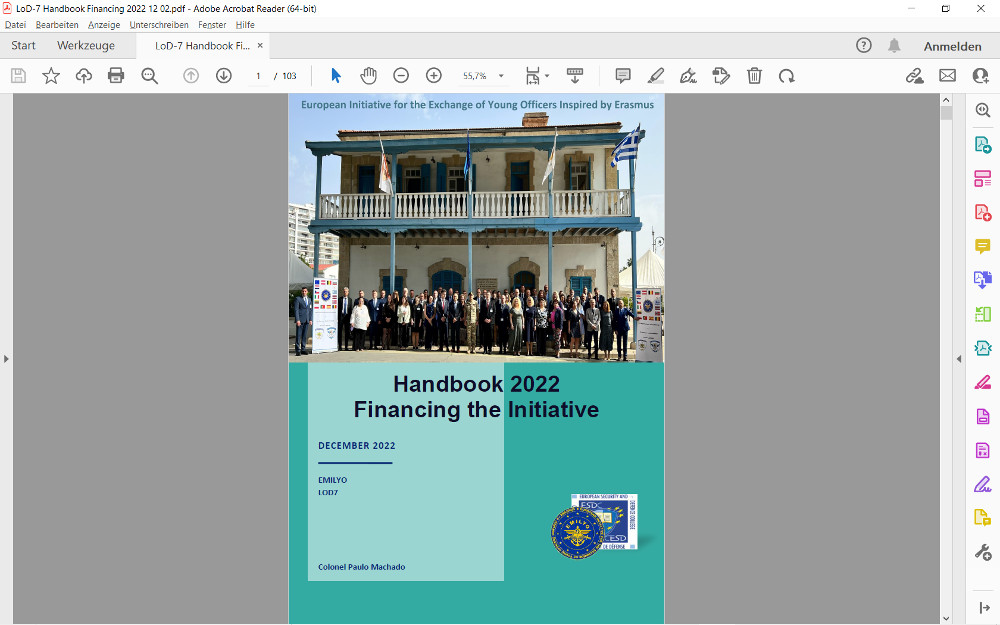 LoD-7 Handbook Financing 2022 12 02.pdf - Adobe Acrobat Reader (64-bit)
Datei Bearbeiten Anzeige Unterschreiben Fenster Hilfe
Start Werkzeuge LoD-7 Handbook Fi... Anmelden
1 / 103 55,7%
European Initiative for the Exchange of Young Officers Inspired by Erasmus
Handbook 2022
Financing the Initiative
DECEMBER 2022
EMILYO
LOD7
EUROPEAN SECURITY AND
DEFENCE COLLEGE
ESDC
EMILYO
CESD
DE DÉFENSE
Colonel Paulo Machado